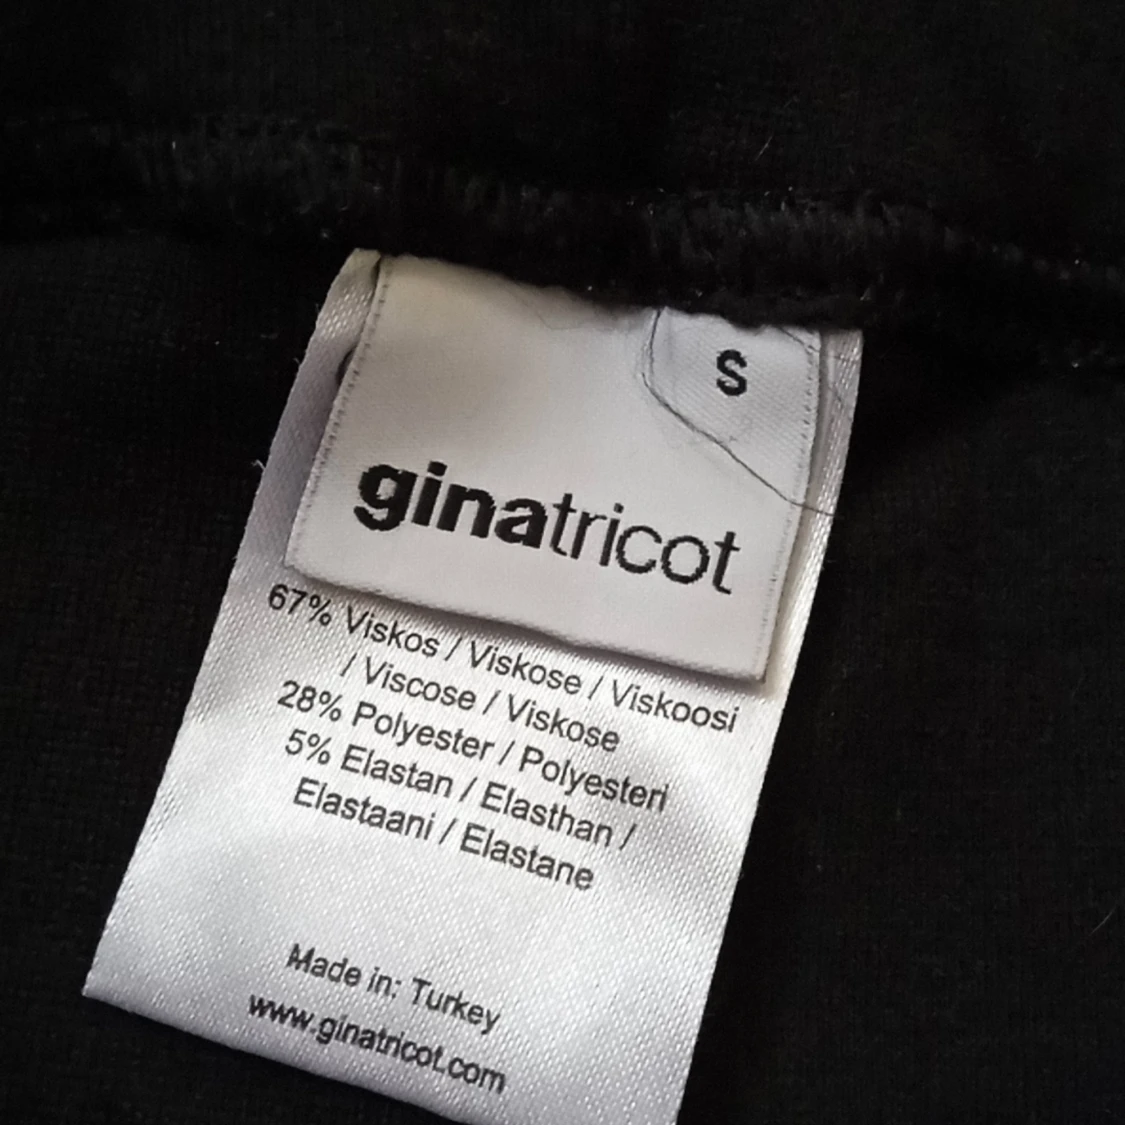 S
ginatricot
67% Viskos / Viskose / Viskoosi
/ Viscose / Viskose
28% Polyester / Polyesteri
5% Elastan / Elasthan /
Elastaani / Elastane
Made in: Turkey
www.ginatricot.com